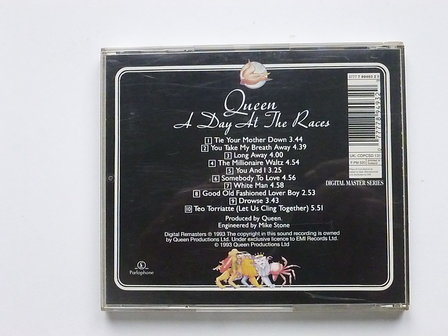 Queen
A Day At The Races
1 Tie Your Mother Down 3.44
2 You Take My Breath Away 4.39
3 Long Away 4.00
4 The Millionaire Waltz 4.54
5 You And I 3.25
6 Somebody To Love 4.56
7 White Man 4.58
8 Good Old Fashioned Lover Boy 2.53
9 Drowse 3.43
10 Teo Torriatte (Let Us Cling Together) 5.51
Produced by Queen.
Engineered by Mike Stone
Digital Remasters ℗ 1993 The copyright in this sound recording is owned
by Queen Productions Ltd. Under exclusive licence to EMI Records Ltd.
© 1993 Queen Productions Ltd
Parlophone
UK: CDPCSD 131
DIGITAL MASTER SERIES